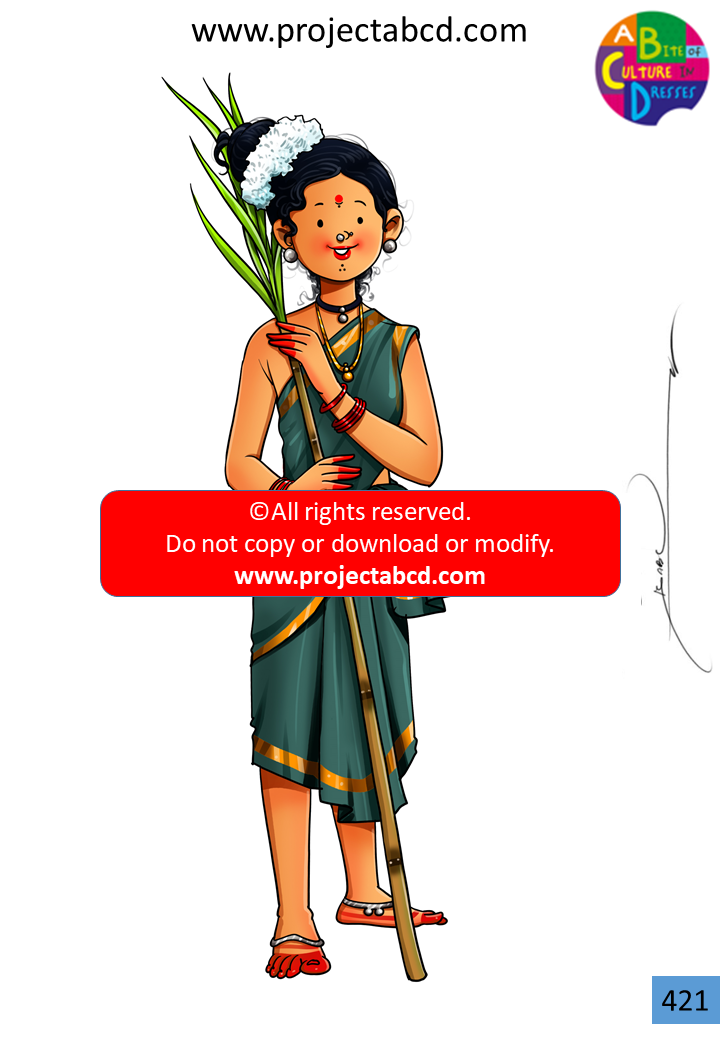 www.projectabcd.com
A BITE OF
CULTURE IN
DRESSES
©All rights reserved.
Do not copy or download or modify.
www.projectabcd.com
421